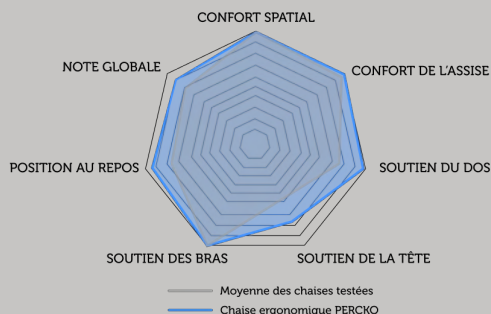 CONFORT SPATIAL
NOTE GLOBALE
CONFORT DE L'ASSISE
POSITION AU REPOS
SOUTIEN DU DOS
SOUTIEN DES BRAS
SOUTIEN DE LA TÊTE
Moyenne des chaises testées
Chaise ergonomique PERCKO